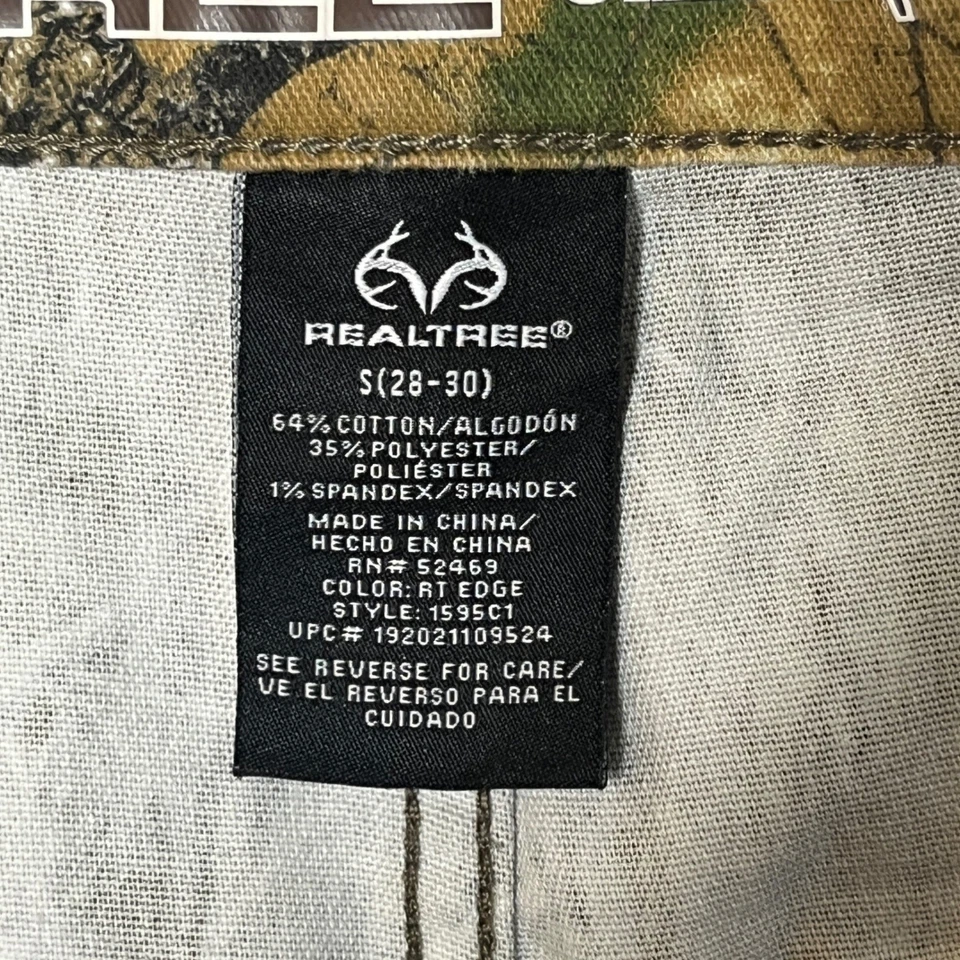 REALTREE®
S(28-30)
64% COTTON/ALGODÓN
35% POLYESTER/
POLIÉSTER
1% SPANDEX/SPANDEX
MADE IN CHINA/
HECHO EN CHINA
RN# 52469
COLOR: RT EDGE
STYLE: 1595C1
UPC# 192021109524
SEE REVERSE FOR CARE/
VE EL REVERSO PARA EL
CUIDADO